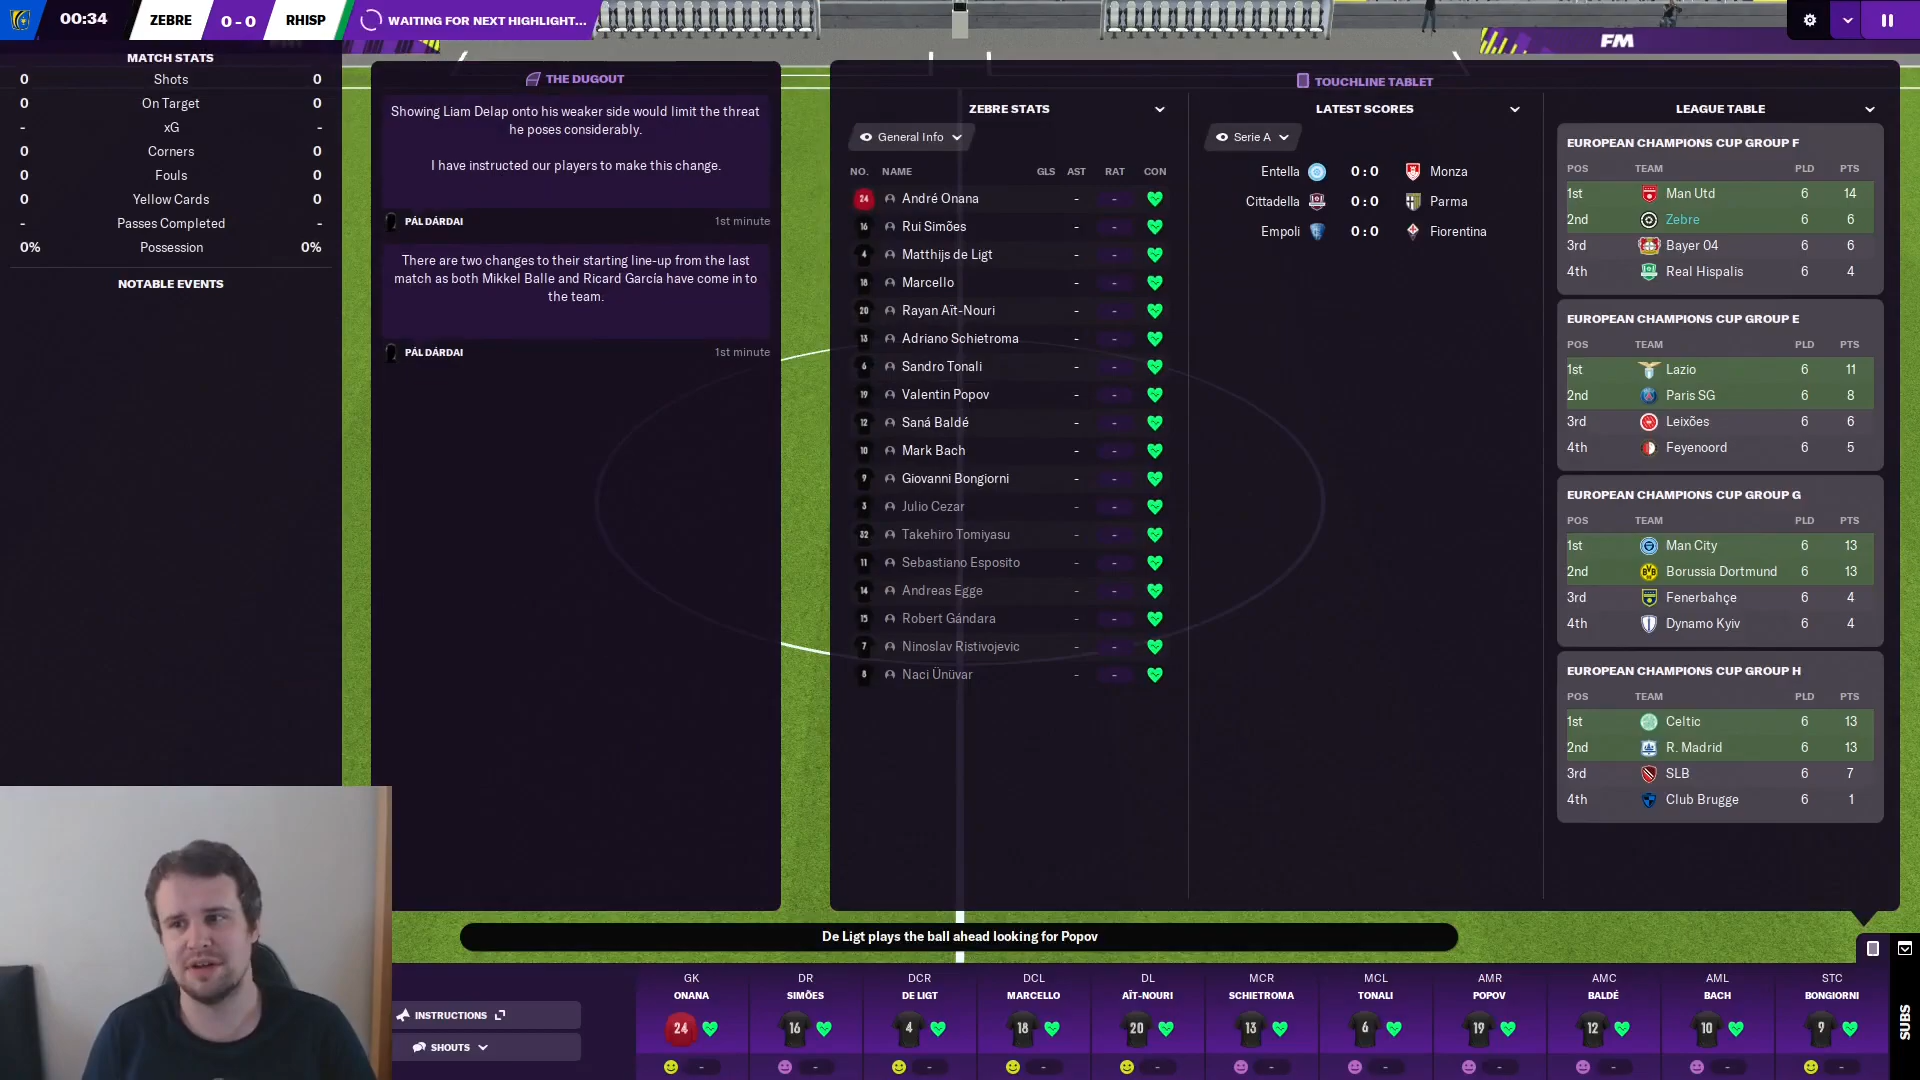 00:34 ZEBRE 0 - 0 RHISP WAITING FOR NEXT HIGHLIGHT...
FM
MATCH STATS
0 Shots 0
0 On Target 0
- xG -
0 Corners 0
0 Fouls 0
0 Yellow Cards 0
- Passes Completed -
0% Possession 0%
NOTABLE EVENTS
THE DUGOUT
Showing Liam Delap onto his weaker side would limit the threat
he poses considerably.
I have instructed our players to make this change.
PÁL DÁRDAI 1st minute
There are two changes to their starting line-up from the last
match as both Mikkel Balle and Ricard García have come in to
the team.
PÁL DÁRDAI 1st minute
TOUCHLINE TABLET
ZEBRE STATS
General Info
NO. NAME GLS AST RAT CON
24 André Onana - -
16 Rui Simões - -
4 Matthijs de Ligt - -
18 Marcello - -
20 Rayan Aït-Nouri - -
13 Adriano Schietroma - -
6 Sandro Tonali - -
19 Valentin Popov - -
12 Saná Baldé - -
10 Mark Bach - -
9 Giovanni Bongiorni - -
3 Julio Cezar - -
32 Takehiro Tomiyasu - -
11 Sebastiano Esposito - -
14 Andreas Egge - -
15 Robert Gándara - -
7 Ninoslav Ristivojevic - -
8 Naci Ünüvar - -
LATEST SCORES
Serie A
Entella 0 : 0 Monza
Cittadella 0 : 0 Parma
Empoli 0 : 0 Fiorentina
LEAGUE TABLE
EUROPEAN CHAMPIONS CUP GROUP F
POS TEAM PLD PTS
1st Man Utd 6 14
2nd Zebre 6 6
3rd Bayer 04 6 6
4th Real Hispalis 6 4
EUROPEAN CHAMPIONS CUP GROUP E
POS TEAM PLD PTS
1st Lazio 6 11
2nd Paris SG 6 8
3rd Leixões 6 6
4th Feyenoord 6 5
EUROPEAN CHAMPIONS CUP GROUP G
POS TEAM PLD PTS
1st Man City 6 13
2nd Borussia Dortmund 6 13
3rd Fenerbahçe 6 4
4th Dynamo Kyiv 6 4
EUROPEAN CHAMPIONS CUP GROUP H
POS TEAM PLD PTS
1st Celtic 6 13
2nd R. Madrid 6 13
3rd SLB 6 7
4th Club Brugge 6 1
De Ligt plays the ball ahead looking for Popov
INSTRUCTIONS
SHOUTS
GK DR DCR DCL DL MCR MCL AMR AMC AML STC
ONANA SIMÕES DE LIGT MARCELLO AÏT-NOURI SCHIETROMA TONALI POPOV BALDÉ BACH BONGIORNI
24 16 4 18 20 13 6 19 12 10 9
- - - - - - - - - - -
SUBS